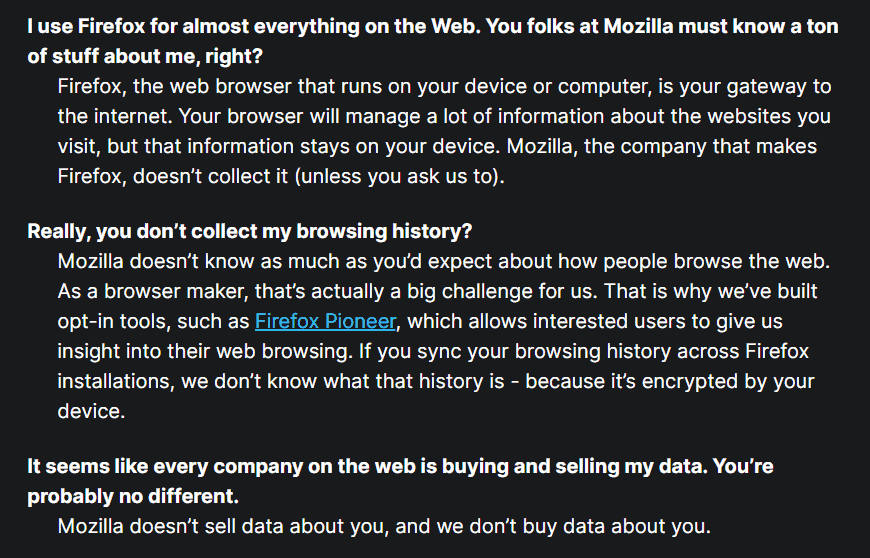 I use Firefox for almost everything on the Web. You folks at Mozilla must know a ton
of stuff about me, right?
Firefox, the web browser that runs on your device or computer, is your gateway to
the internet. Your browser will manage a lot of information about the websites you
visit, but that information stays on your device. Mozilla, the company that makes
Firefox, doesn’t collect it (unless you ask us to).
Really, you don’t collect my browsing history?
Mozilla doesn’t know as much as you’d expect about how people browse the web.
As a browser maker, that’s actually a big challenge for us. That is why we’ve built
opt-in tools, such as Firefox Pioneer, which allows interested users to give us
insight into their web browsing. If you sync your browsing history across Firefox
installations, we don’t know what that history is - because it’s encrypted by your
device.
It seems like every company on the web is buying and selling my data. You’re
probably no different.
Mozilla doesn’t sell data about you, and we don’t buy data about you.